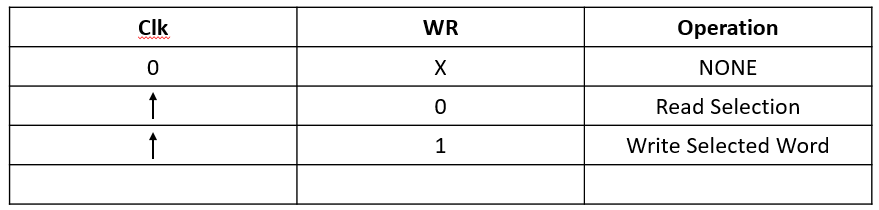 Clk WR Operation
0 X NONE
↑ 0 Read Selection
↑ 1 Write Selected Word